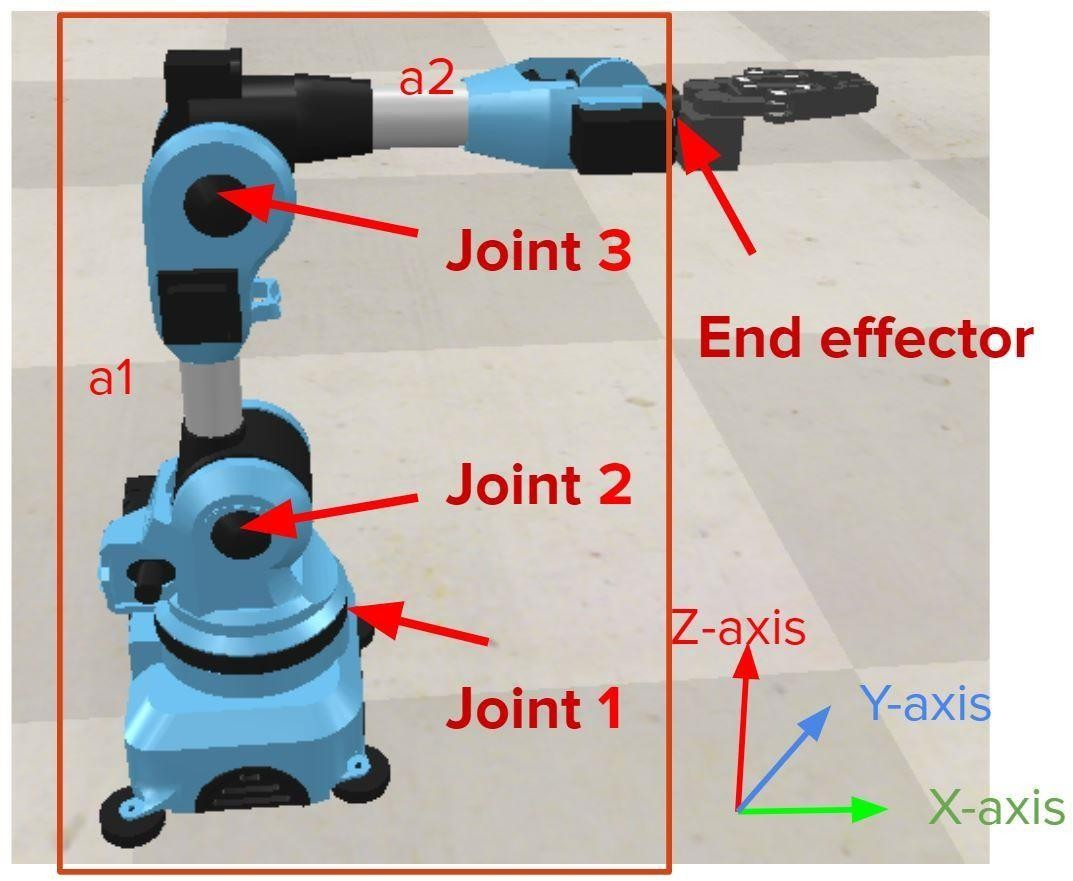 a2
Joint 3
End effector
a1
Joint 2
Z-axis
Y-axis
Joint 1
X-axis